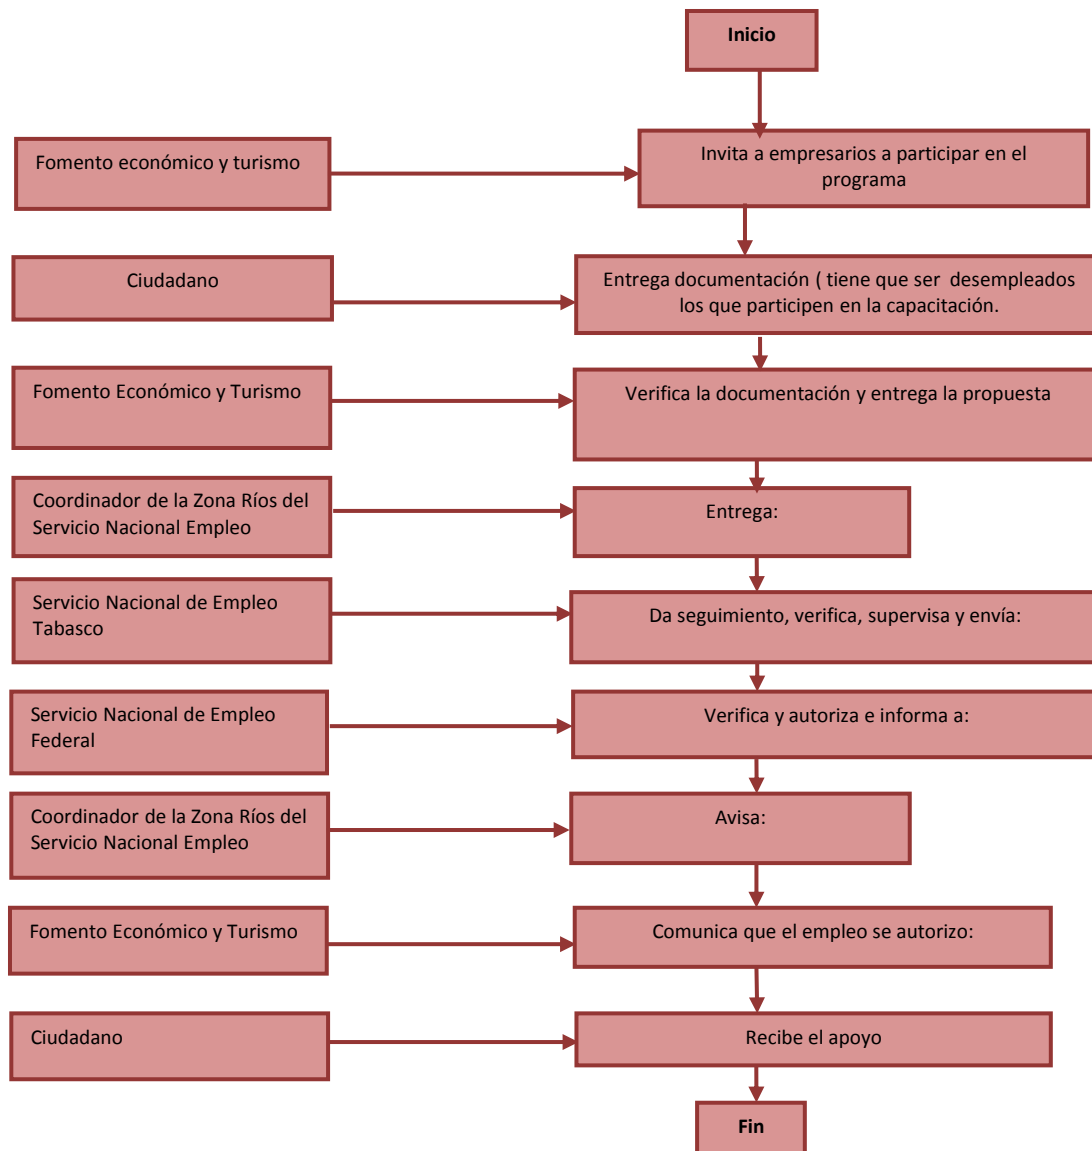 Inicio
Fomento económico y turismo
Invita a empresarios a participar en el
programa
Ciudadano
Entrega documentación ( tiene que ser desempleados
los que participen en la capacitación.
Fomento Económico y Turismo
Verifica la documentación y entrega la propuesta
Coordinador de la Zona Ríos del
Servicio Nacional Empleo
Entrega:
Servicio Nacional de Empleo
Tabasco
Da seguimiento, verifica, supervisa y envía:
Servicio Nacional de Empleo
Federal
Verifica y autoriza e informa a:
Coordinador de la Zona Ríos del
Servicio Nacional Empleo
Avisa:
Fomento Económico y Turismo
Comunica que el empleo se autorizo:
Ciudadano
Recibe el apoyo
Fin